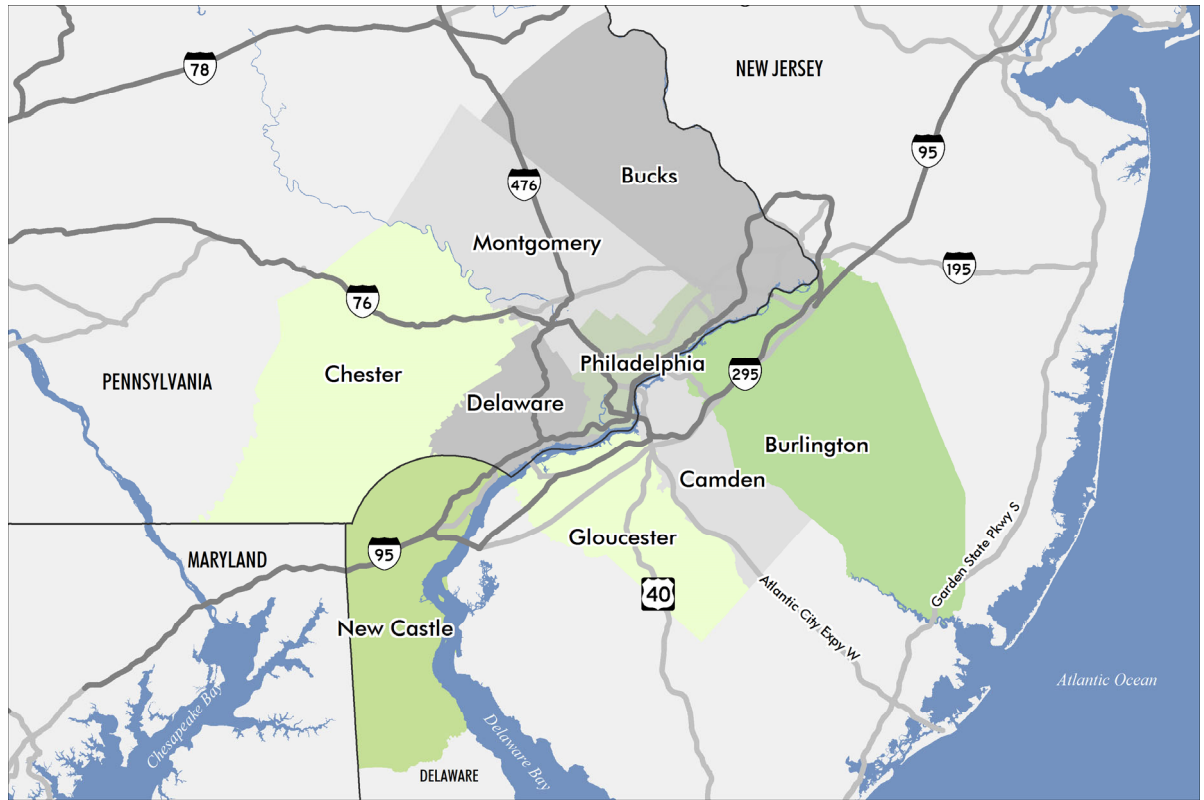 78
NEW JERSEY
95
476
Bucks
Montgomery
195
76
Philadelphia
295
PENNSYLVANIA
Chester
Delaware
Burlington
Camden
Gloucester
Garden State Pkwy S
MARYLAND
95
40
Atlantic City Expy W
New Castle
Atlantic Ocean
Chesapeake Bay
Delaware Bay
DELAWARE